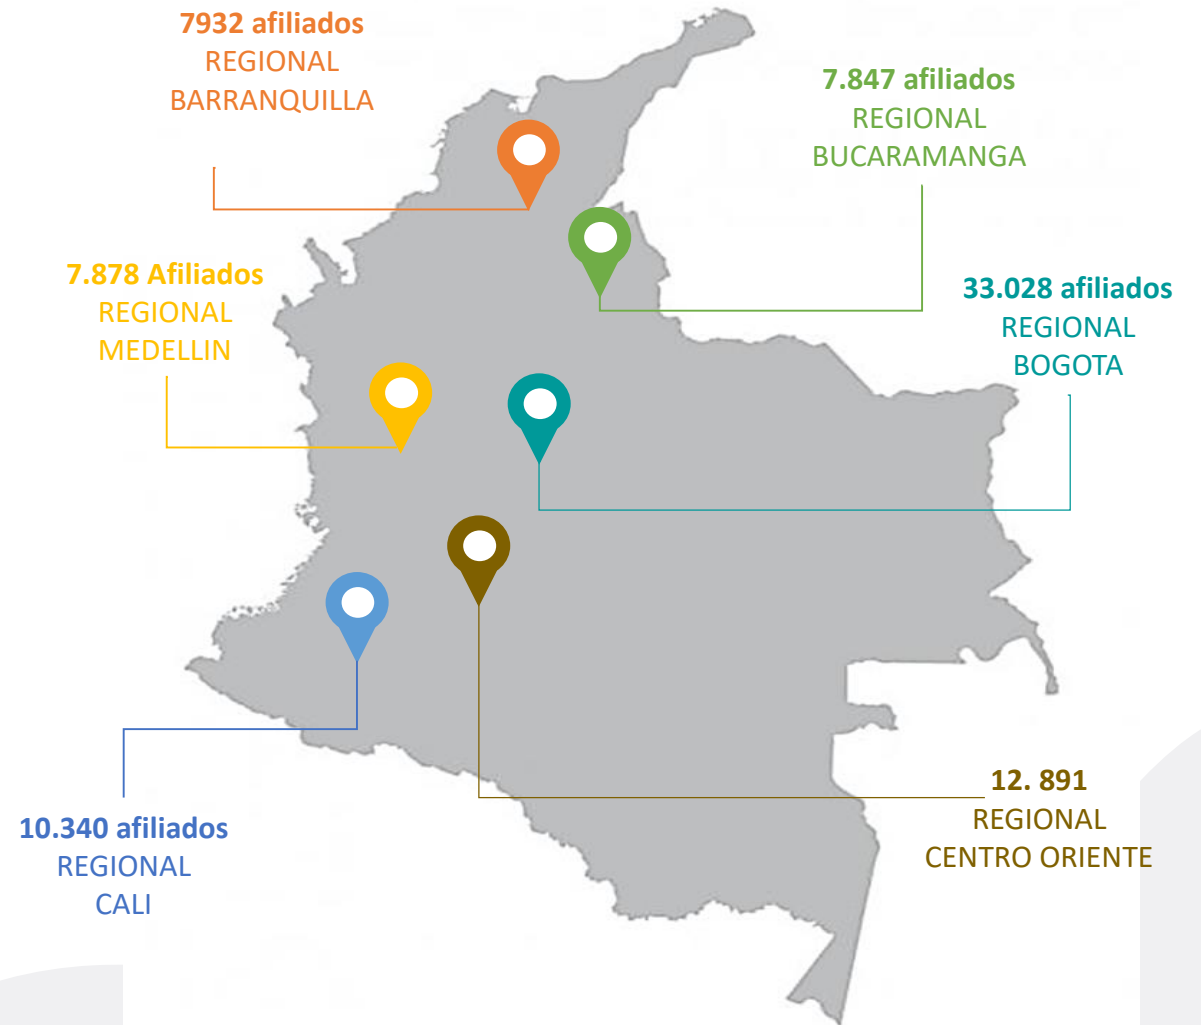 7932 afiliados
REGIONAL
BARRANQUILLA
7.847 afiliados
REGIONAL
BUCARAMANGA
7.878 Afiliados
REGIONAL
MEDELLIN
33.028 afiliados
REGIONAL
BOGOTA
12. 891
REGIONAL
CENTRO ORIENTE
10.340 afiliados
REGIONAL
CALI